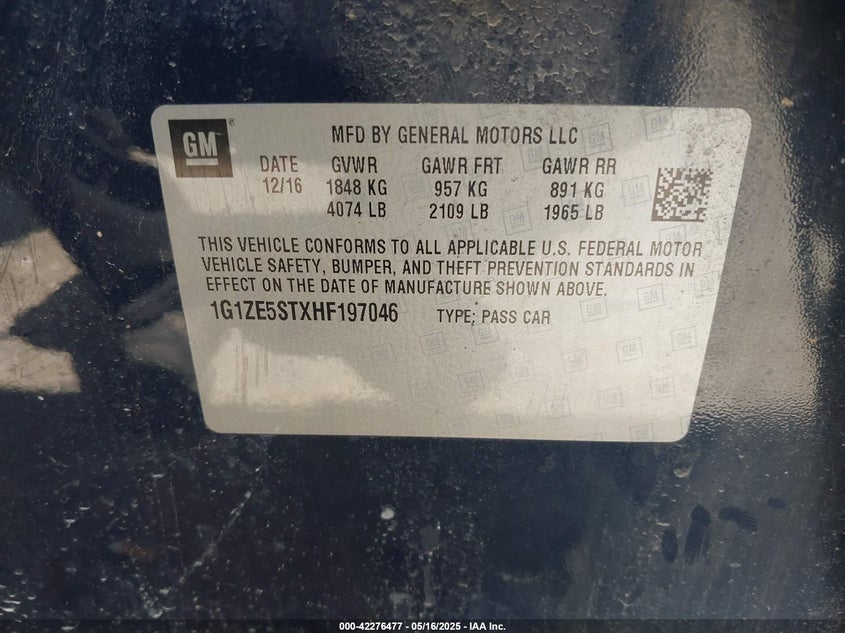 GM ® MFD BY GENERAL MOTORS LLC
DATE GVWR GAWR FRT GAWR RR
12/16 1848 KG 957 KG 891 KG
4074 LB 2109 LB 1965 LB
THIS VEHICLE CONFORMS TO ALL APPLICABLE U.S. FEDERAL MOTOR
VEHICLE SAFETY, BUMPER, AND THEFT PREVENTION STANDARDS IN
EFFECT ON THE DATE OF MANUFACTURE SHOWN ABOVE.
1G1ZE5STXHF197046 TYPE; PASS CAR
000-42276477 - 05/16/2025 - IAA Inc.